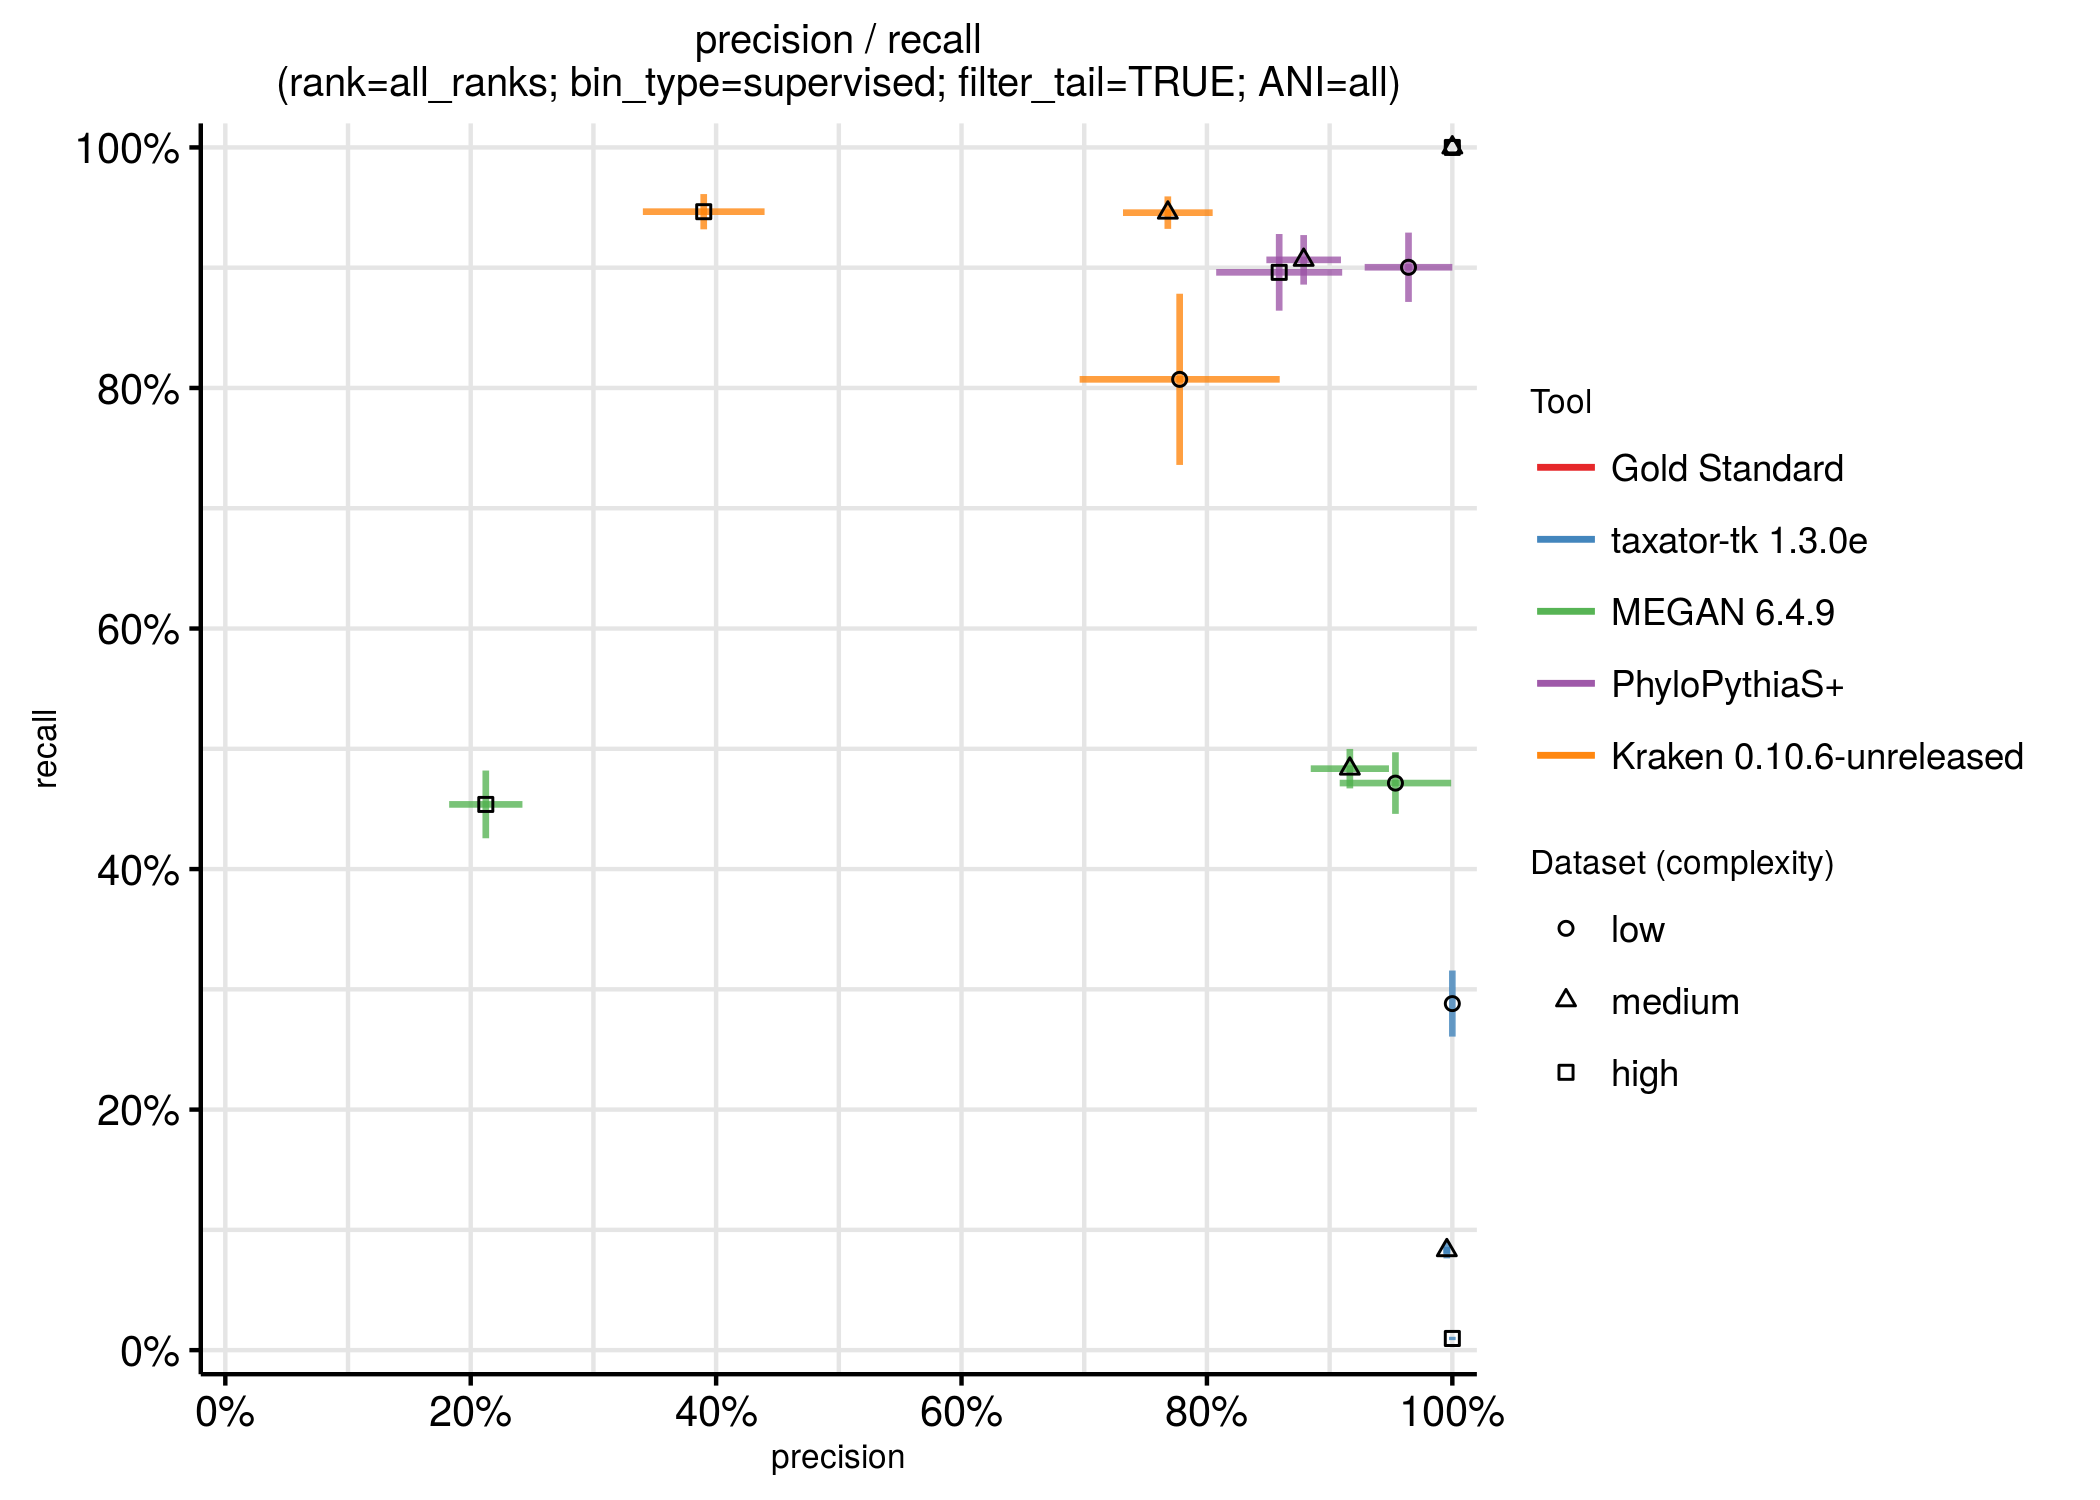 precision / recall
(rank=all_ranks; bin_type=supervised; filter_tail=TRUE; ANI=all)
100%
80%
60%
40%
20%
0%
recall
0%
20%
40%
60%
80%
100%
precision
Tool
Gold Standard
taxator-tk 1.3.0e
MEGAN 6.4.9
PhyloPythiaS+
Kraken 0.10.6-unreleased
Dataset (complexity)
low
medium
high